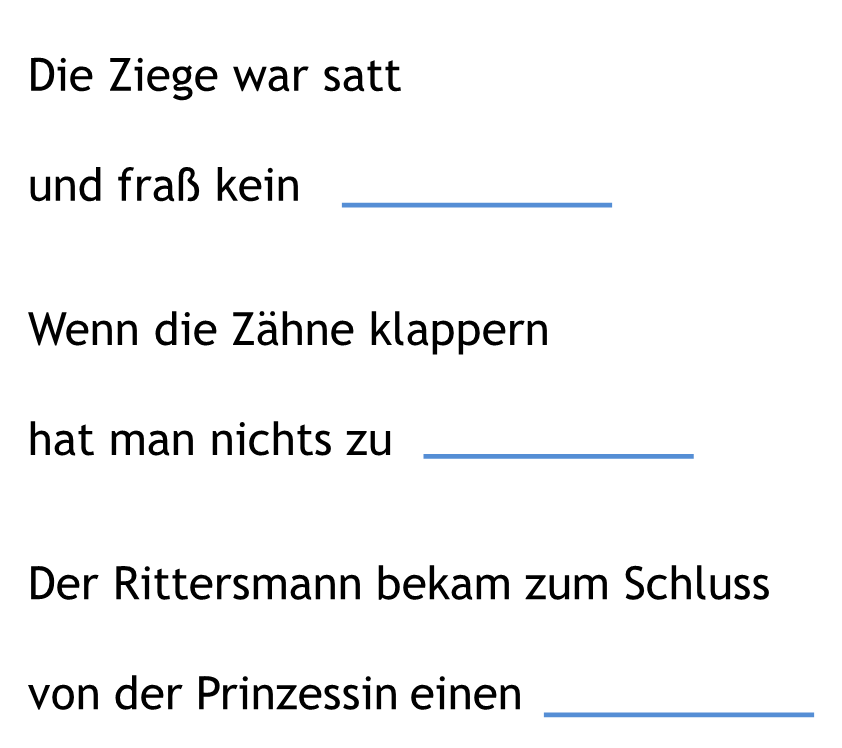 Die Ziege war satt
und fraß kein
Wenn die Zähne klappern
hat man nichts zu
Der Rittersmann bekam zum Schluss
von der Prinzessin einen